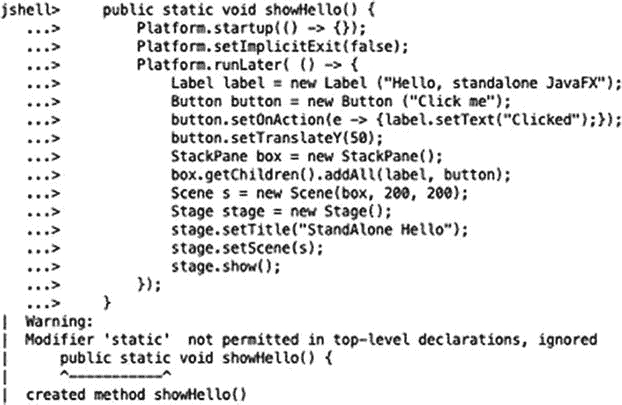 jshell>     public static void showHello() {
   ...>         Platform.startup(() -> {});
   ...>         Platform.setImplicitExit(false);
   ...>         Platform.runLater( () -> {
   ...>             Label label = new Label ("Hello, standalone JavaFX");
   ...>             Button button = new Button ("Click me");
   ...>             button.setOnAction(e -> {label.setText("Clicked");});
   ...>             button.setTranslateY(50);
   ...>             StackPane box = new StackPane();
   ...>             box.getChildren().addAll(label, button);
   ...>             Scene s = new Scene(box, 200, 200);
   ...>             Stage stage = new Stage();
   ...>             stage.setTitle("StandAlone Hello");
   ...>             stage.setScene(s);
   ...>             stage.show();
   ...>         });
   ...>     }
|  Warning:
|  Modifier 'static'  not permitted in top-level declarations, ignored
|      public static void showHello() {
|      ^-----------^
|  created method showHello()